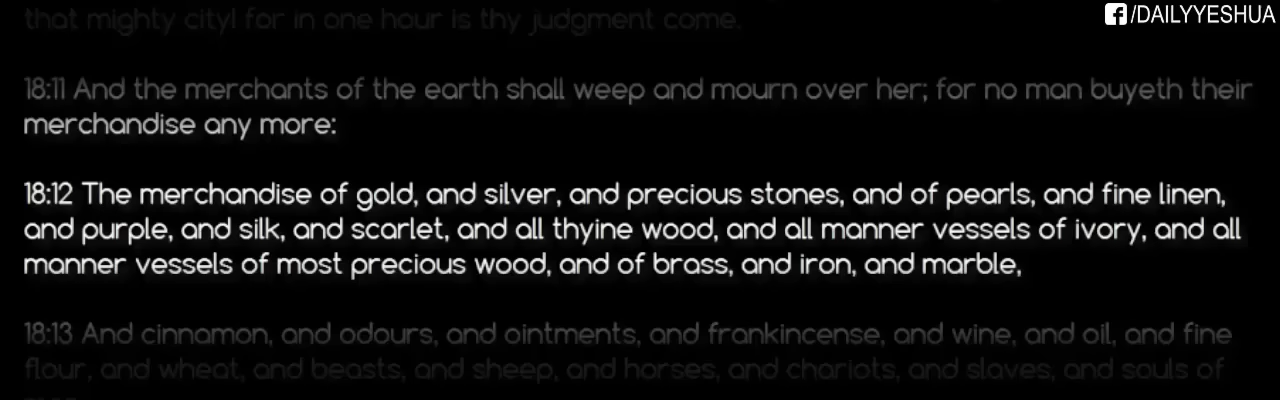 that mighty city! for in one hour is thy judgment come.
/DAILYYESHUA
18:11 And the merchants of the earth shall weep and mourn over her; for no man buyeth their
merchandise any more:
18:12 The merchandise of gold, and silver, and precious stones, and of pearls, and fine linen,
and purple, and silk, and scarlet, and all thyine wood, and all manner vessels of ivory, and all
manner vessels of most precious wood, and of brass, and iron, and marble,
18:13 And cinnamon, and odours, and ointments, and frankincense, and wine, and oil, and fine
flour, and wheat, and beasts, and sheep, and horses, and chariots, and slaves, and souls of